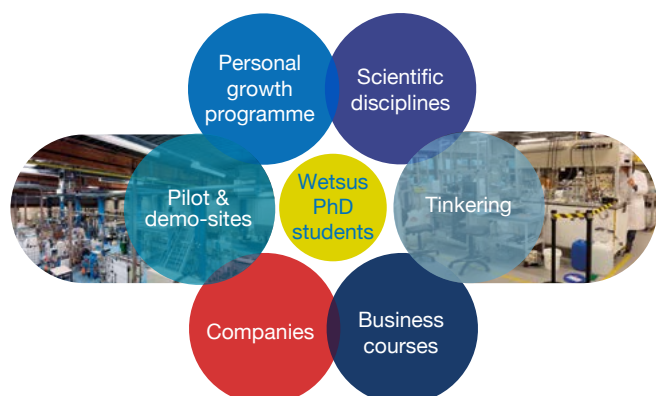 Personal
growth
programme
Scientific
disciplines
Pilot &
demo-sites
Wetsus
PhD
students
Tinkering
Companies
Business
courses